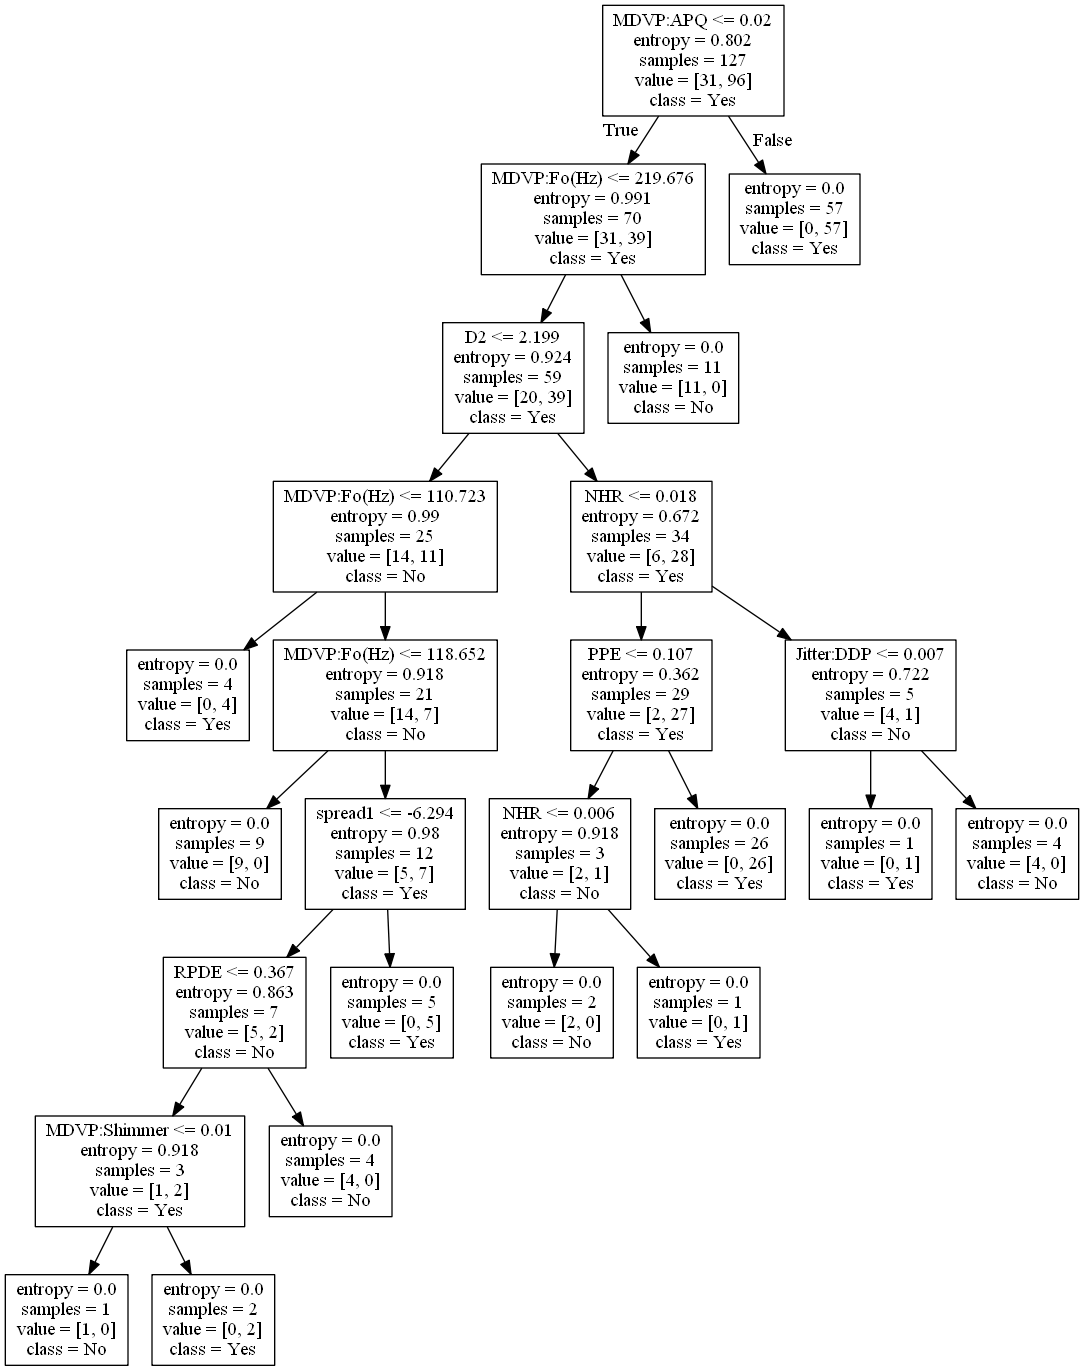 MDVP:APQ <= 0.02
entropy = 0.802
samples = 127
value = [31, 96]
class = Yes
True
False
MDVP:Fo(Hz) <= 219.676
entropy = 0.991
samples = 70
value = [31, 39]
class = Yes
entropy = 0.0
samples = 57
value = [0, 57]
class = Yes
D2 <= 2.199
entropy = 0.924
samples = 59
value = [20, 39]
class = Yes
entropy = 0.0
samples = 11
value = [11, 0]
class = No
MDVP:Fo(Hz) <= 110.723
entropy = 0.99
samples = 25
value = [14, 11]
class = No
NHR <= 0.018
entropy = 0.672
samples = 34
value = [6, 28]
class = Yes
entropy = 0.0
samples = 4
value = [0, 4]
class = Yes
MDVP:Fo(Hz) <= 118.652
entropy = 0.918
samples = 21
value = [14, 7]
class = No
PPE <= 0.107
entropy = 0.362
samples = 29
value = [2, 27]
class = Yes
Jitter:DDP <= 0.007
entropy = 0.722
samples = 5
value = [4, 1]
class = No
entropy = 0.0
samples = 9
value = [9, 0]
class = No
spread1 <= -6.294
entropy = 0.98
samples = 12
value = [5, 7]
class = Yes
NHR <= 0.006
entropy = 0.918
samples = 3
value = [2, 1]
class = No
entropy = 0.0
samples = 26
value = [0, 26]
class = Yes
entropy = 0.0
samples = 1
value = [0, 1]
class = Yes
entropy = 0.0
samples = 4
value = [4, 0]
class = No
RPDE <= 0.367
entropy = 0.863
samples = 7
value = [5, 2]
class = No
entropy = 0.0
samples = 5
value = [0, 5]
class = Yes
entropy = 0.0
samples = 2
value = [2, 0]
class = No
entropy = 0.0
samples = 1
value = [0, 1]
class = Yes
MDVP:Shimmer <= 0.01
entropy = 0.918
samples = 3
value = [1, 2]
class = Yes
entropy = 0.0
samples = 4
value = [4, 0]
class = No
entropy = 0.0
samples = 1
value = [1, 0]
class = No
entropy = 0.0
samples = 2
value = [0, 2]
class = Yes